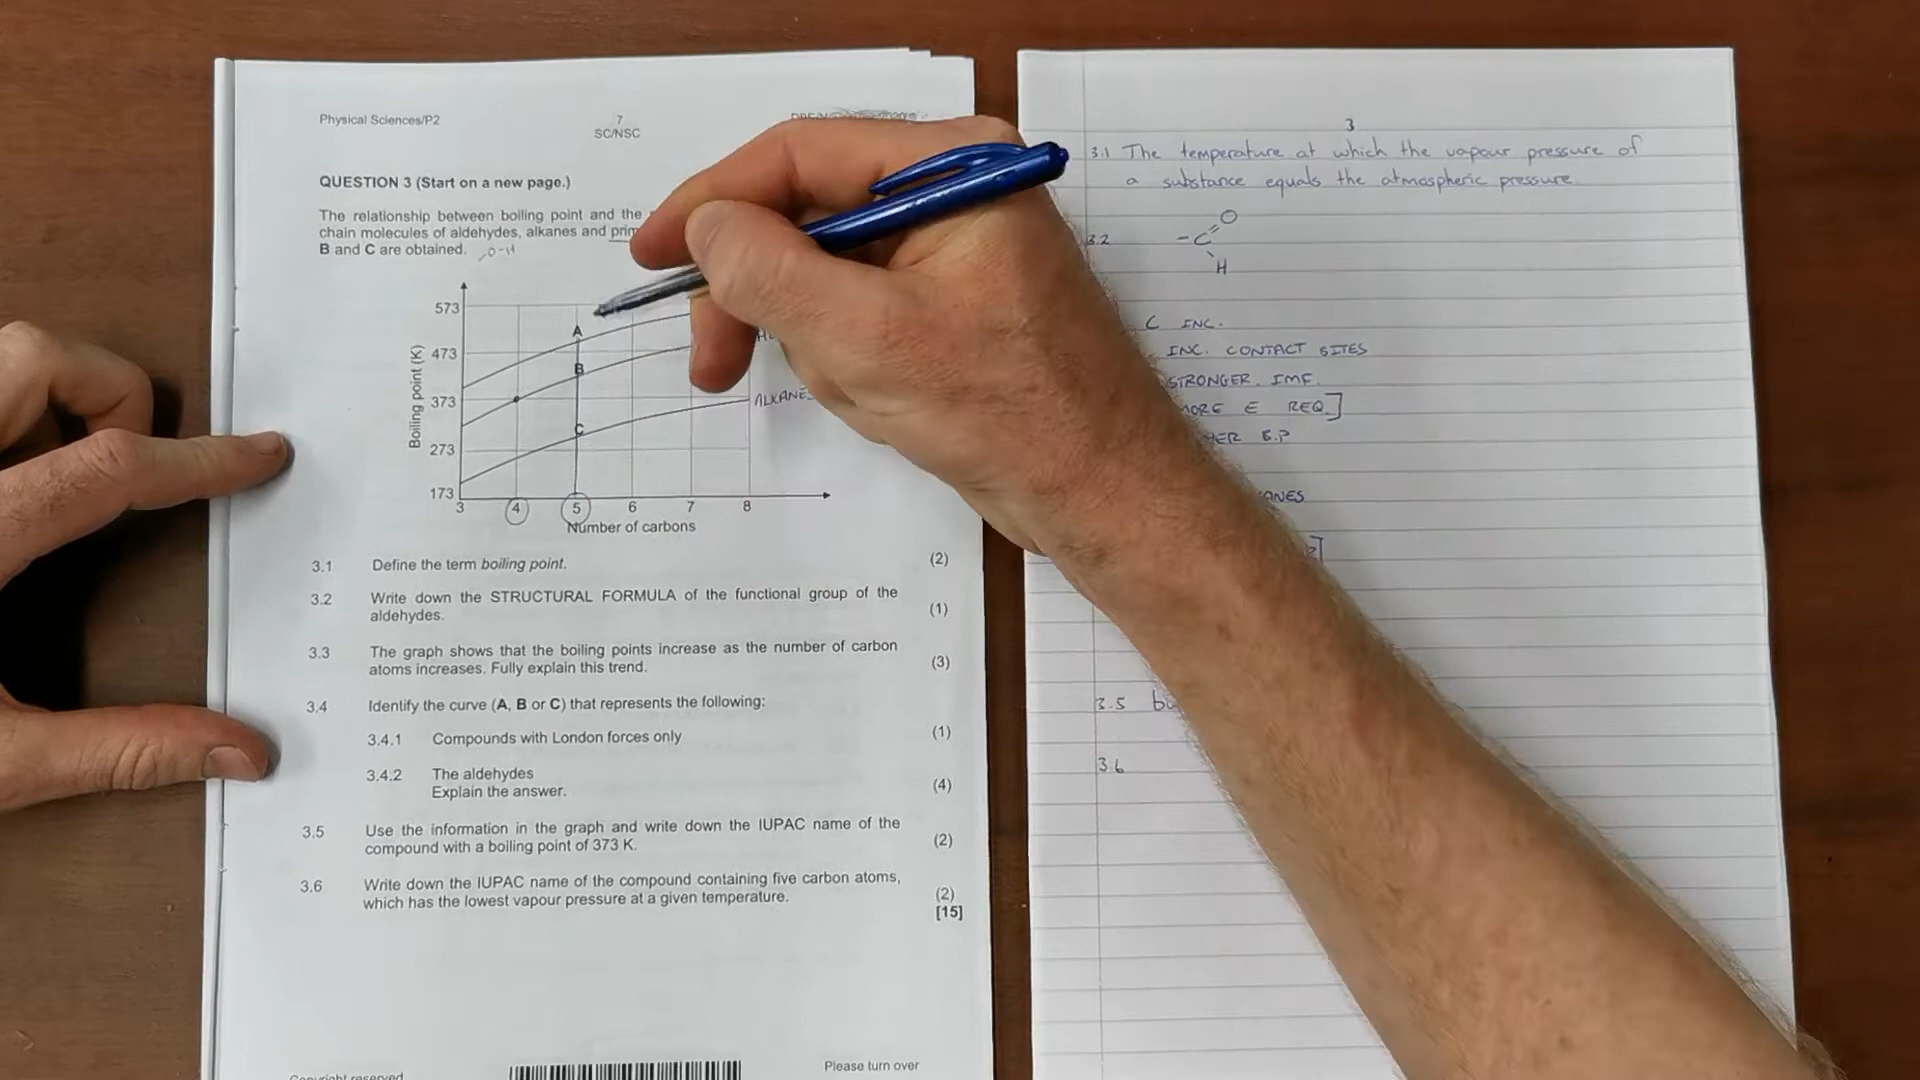 Physical Sciences/P2
7
SC/NSC
QUESTION 3 (Start on a new page.)
The relationship between boiling point and the
chain molecules of aldehydes, alkanes and prim
B and C are obtained.
O-H
573
473
373
273
173
Boiling point (K)
A
B
C
ALKANES
3
4
5
6
7
8
Number of carbons
3.1 Define the term boiling point. (2)
3.2 Write down the STRUCTURAL FORMULA of the functional group of the
aldehydes. (1)
3.3 The graph shows that the boiling points increase as the number of carbon
atoms increases. Fully explain this trend. (3)
3.4 Identify the curve (A, B or C) that represents the following:
3.4.1 Compounds with London forces only (1)
3.4.2 The aldehydes
Explain the answer. (4)
3.5 Use the information in the graph and write down the IUPAC name of the
compound with a boiling point of 373 K. (2)
3.6 Write down the IUPAC name of the compound containing five carbon atoms,
which has the lowest vapour pressure at a given temperature. (2)
[15]
Copyright reserved
Please turn over
3
3.1 The temperature at which the vapour pressure of
a substance equals the atmospheric pressure.
3.2
O
-C
H
C INC.
INC. CONTACT SITES
STRONGER IMF.
MORE E REQ]
HER B.P
ANES
3.5 bu
3.6